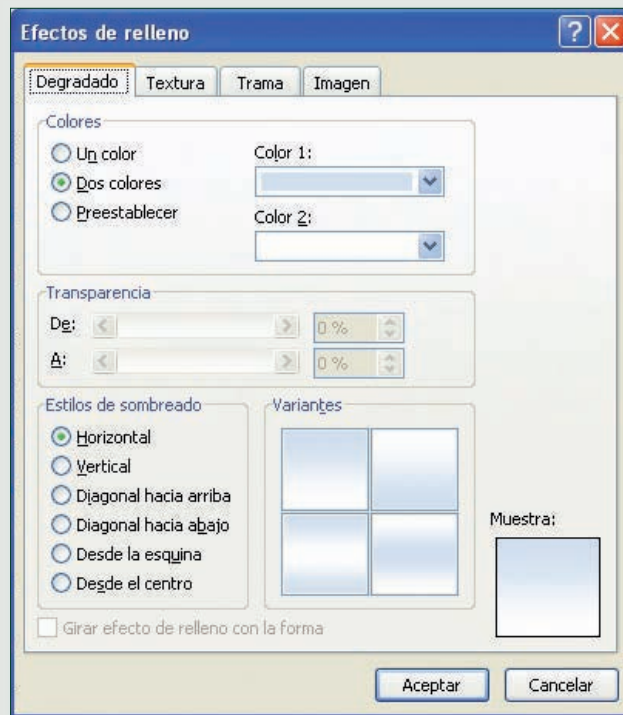 Efectos de relleno
Degradado Textura Trama Imagen
Colores
Un color
Dos colores
Preestablecer
Color 1:
Color 2:
Transparencia
De: 0 %
A: 0 %
Estilos de sombreado
Horizontal
Vertical
Diagonal hacia arriba
Diagonal hacia abajo
Desde la esquina
Desde el centro
Variantes
Muestra:
Girar efecto de relleno con la forma
Aceptar Cancelar